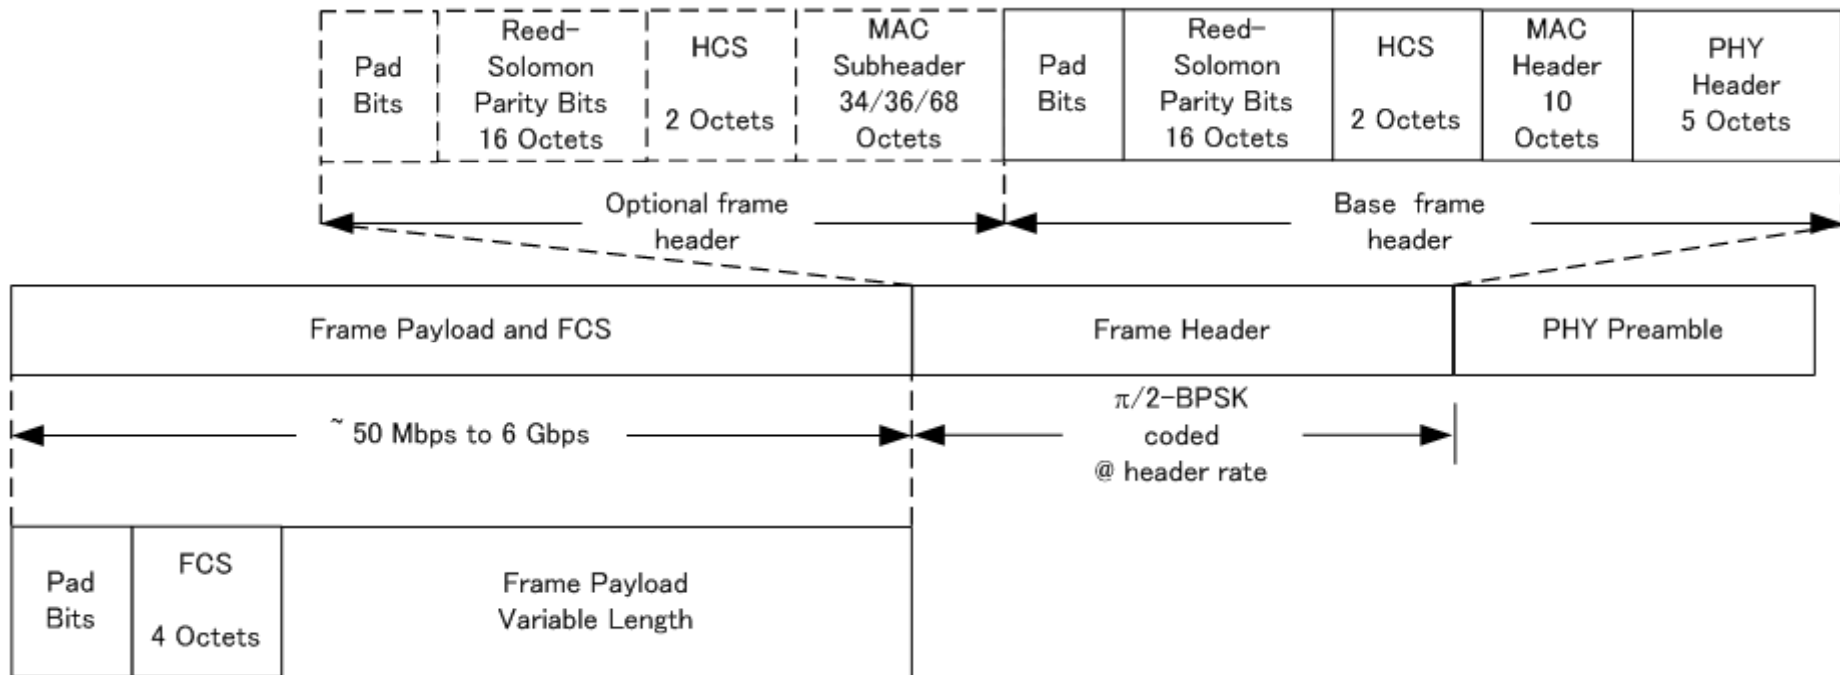 Pad
Bits
Reed-
Solomon
Parity Bits
16 Octets
HCS
2 Octets
MAC
Subheader
34/36/68
Octets
Pad
Bits
Reed-
Solomon
Parity Bits
16 Octets
HCS
2 Octets
MAC
Header
10
Octets
PHY
Header
5 Octets
Optional frame
header
Base frame
header
Frame Payload and FCS
Frame Header
PHY Preamble
~ 50 Mbps to 6 Gbps
π/2-BPSK
coded
@ header rate
Pad
Bits
FCS
4 Octets
Frame Payload
Variable Length